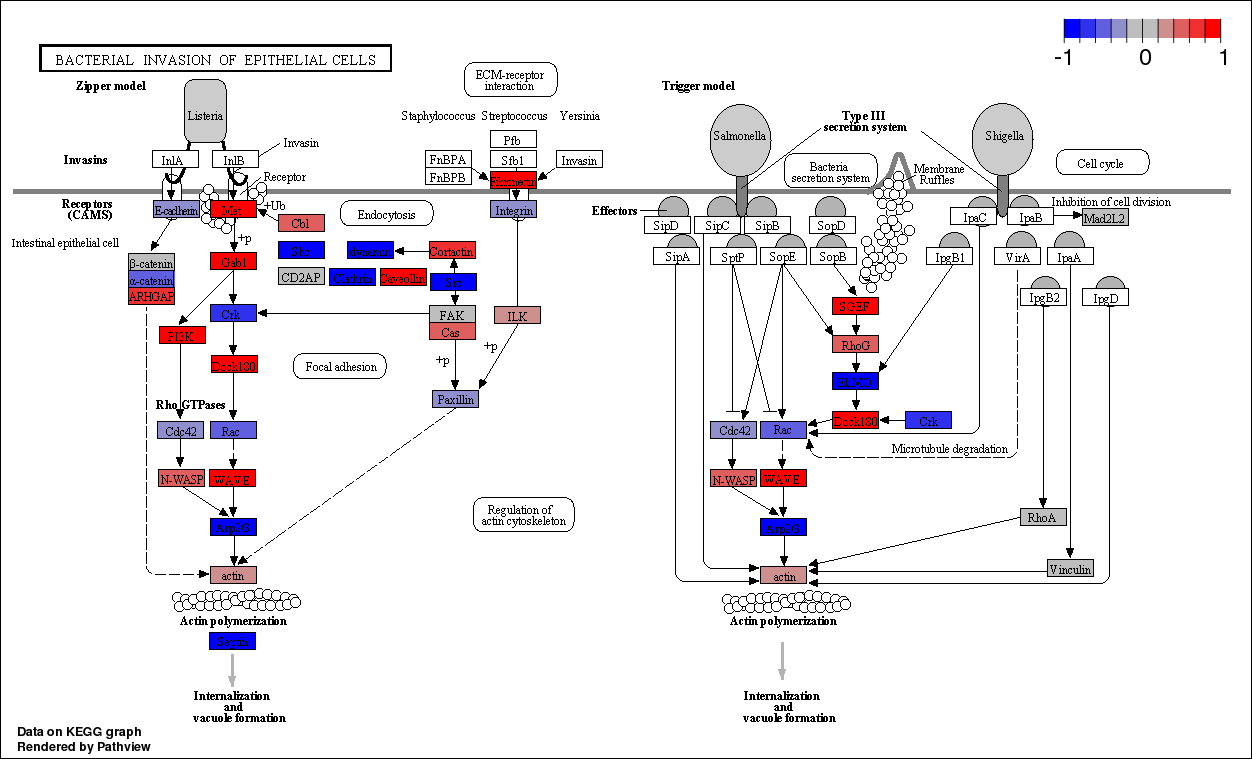 BACTERIAL INVASION OF EPITHELIAL CELLS
-1 0 1
Zipper model
Listeria
ECM-receptor
interaction
Staphylococcus Streptococcus Yersinia
Pfb
Invasin
Invasins
InlA InlB
FnBPA Sfb1 Invasin
FnBPB
Fibronectin
Receptor
Receptors
(CAMS)
E-cadherin Met +Ub Integrin
Cbl
Endocytosis
Intestinal epithelial cell
+p
β-catenin
α-catenin
ARHGAP
Gab1
Shc dynamin Cortactin
CD2AP Clathrin Caveolin Src
Crk FAK ILK
Cas
PI3K
+p +p
Dock180
Focal adhesion
Paxillin
Rho GTPases
Cdc42 Rac
N-WASP WAVE
Regulation of
actin cytoskeleton
Arp2/3
actin
Actin polymerization
Septin
Internalization
and
vacuole formation
Trigger model
Salmonella
Type III
secretion system
Shigella
Bacteria
secretion system
Membrane
Ruffles
Cell cycle
Effectors
SipD SipC SipB SopD
IpaC IpaB
Inhibition of cell division
Mad2L2
SipA SptP SopE SopB
IpgB1 VirA IpaA
IpgB2 IpgD
SGEF
RhoG
ELMO
Dock180 Crk
Cdc42 Rac
Microtubule degradation
N-WASP WAVE
RhoA
Vinculin
actin
Actin polymerization
Internalization
and
vacuole formation
Data on KEGG graph
Rendered by Pathview